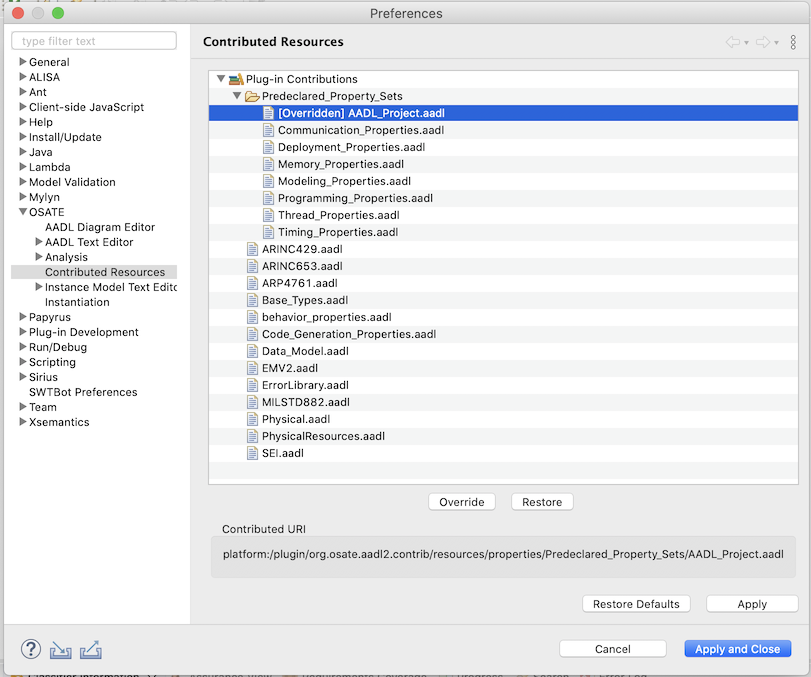 Preferences
type filter text
General
ALISA
Ant
Client-side JavaScript
Help
Install/Update
Java
Lambda
Model Validation
Mylyn
OSATE
AADL Diagram Editor
AADL Text Editor
Analysis
Contributed Resources
Instance Model Text Edito
Instantiation
Papyrus
Plug-in Development
Run/Debug
Scripting
Sirius
SWTBot Preferences
Team
Xsemantics
Contributed Resources
Plug-in Contributions
Predeclared_Property_Sets
[Overridden] AADL_Project.aadl
Communication_Properties.aadl
Deployment_Properties.aadl
Memory_Properties.aadl
Modeling_Properties.aadl
Programming_Properties.aadl
Thread_Properties.aadl
Timing_Properties.aadl
ARINC429.aadl
ARINC653.aadl
ARP4761.aadl
Base_Types.aadl
behavior_properties.aadl
Code_Generation_Properties.aadl
Data_Model.aadl
EMV2.aadl
ErrorLibrary.aadl
MILSTD882.aadl
Physical.aadl
PhysicalResources.aadl
SEI.aadl
Override Restore
Contributed URI
platform:/plugin/org.osate.aadl2.contrib/resources/properties/Predeclared_Property_Sets/AADL_Project.aadl
Restore Defaults Apply
? Cancel Apply and Close